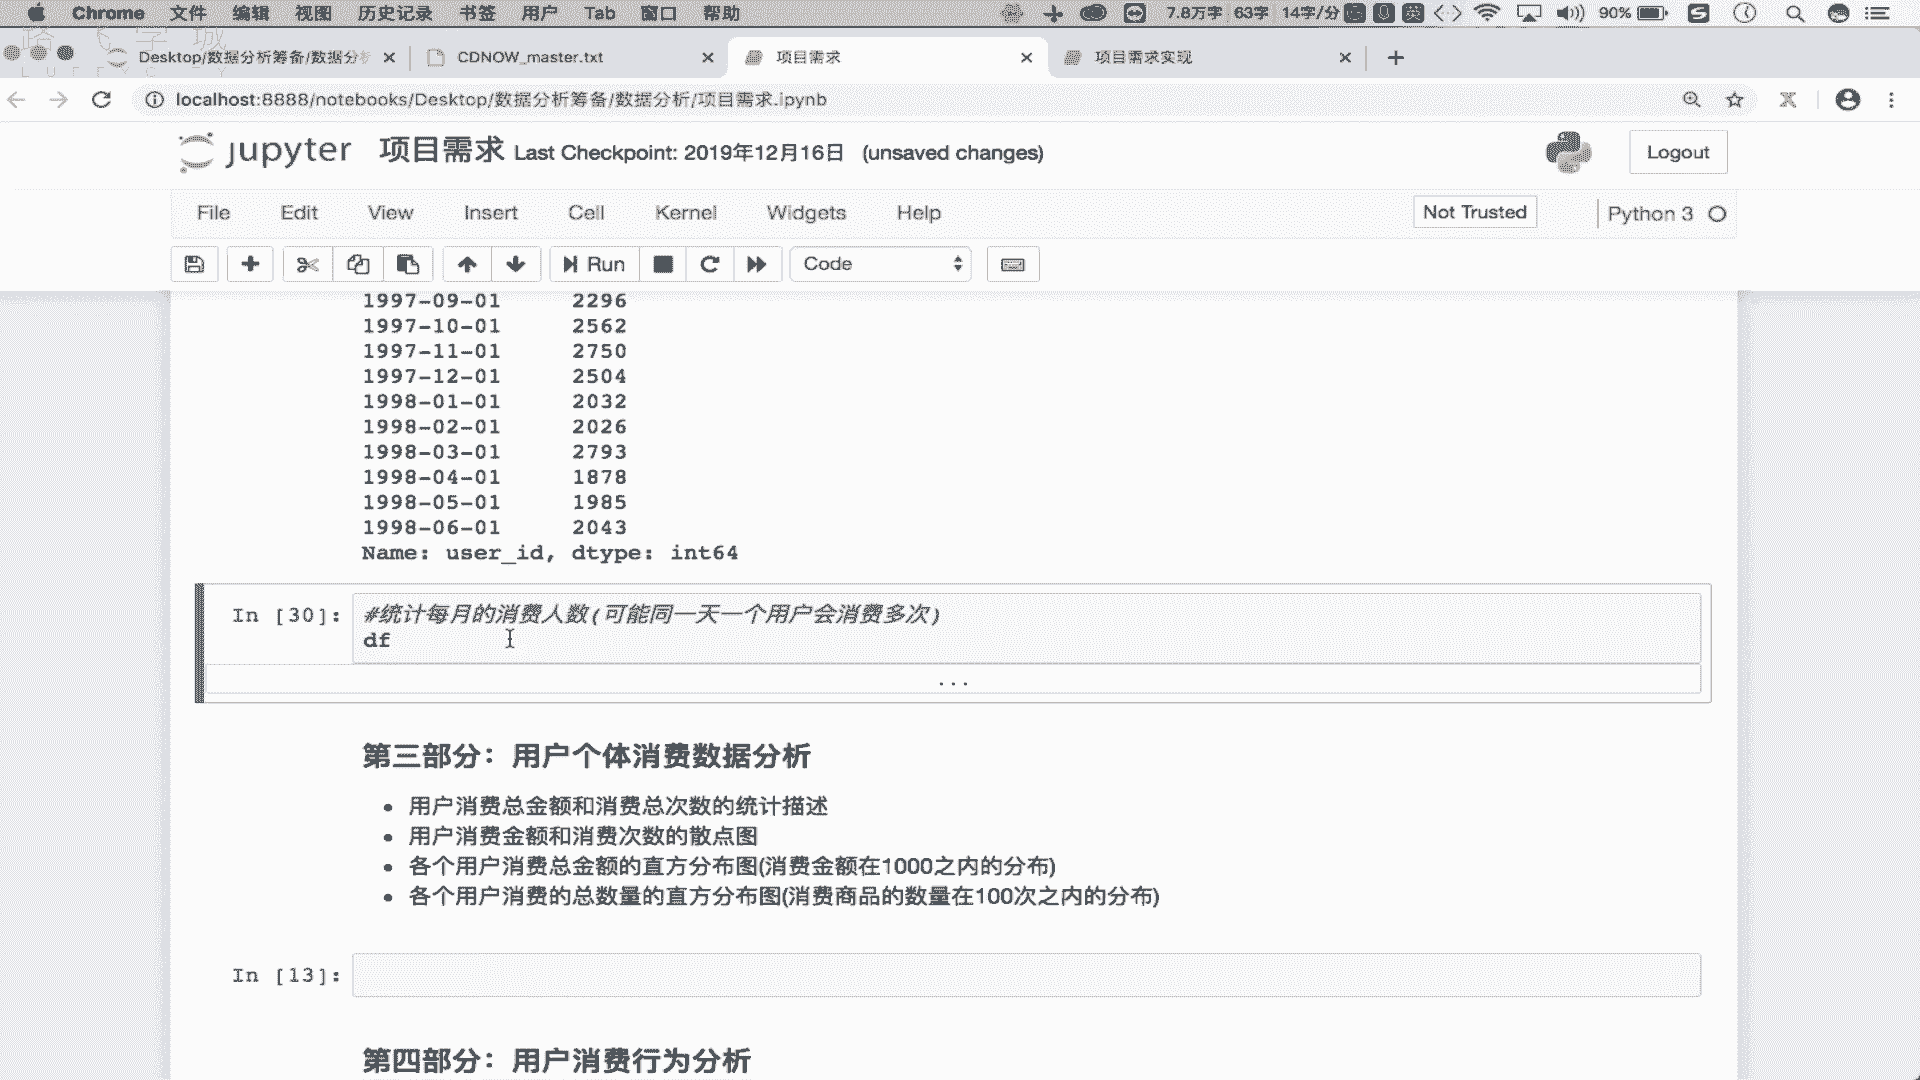 Chrome 文件 编辑 视图 历史记录 书签 用户 Tab 窗口 帮助 7.8万字 63字 14字/分 英 90%
Desktop/数据分析筹备/数据分析 CDNOW_master.txt 项目需求 项目需求实现
localhost:8888/notebooks/Desktop/数据分析筹备/数据分析/项目需求.ipynb
jupyter 项目需求 Last Checkpoint: 2019年12月16日 (unsaved changes) Logout
File Edit View Insert Cell Kernel Widgets Help Not Trusted Python 3
Run Code
1997-09-01 2296
1997-10-01 2562
1997-11-01 2750
1997-12-01 2504
1998-01-01 2032
1998-02-01 2026
1998-03-01 2793
1998-04-01 1878
1998-05-01 1985
1998-06-01 2043
Name: user_id, dtype: int64
In [30]: #统计每月的消费人数(可能同一天一个用户会消费多次)
df
...
第三部分：用户个体消费数据分析
• 用户消费总金额和消费总次数的统计描述
• 用户消费金额和消费次数的散点图
• 各个用户消费总金额的直方分布图(消费金额在1000之内的分布)
• 各个用户消费的总数量的直方分布图(消费商品的数量在100次之内的分布)
In [13]:
第四部分：用户消费行为分析